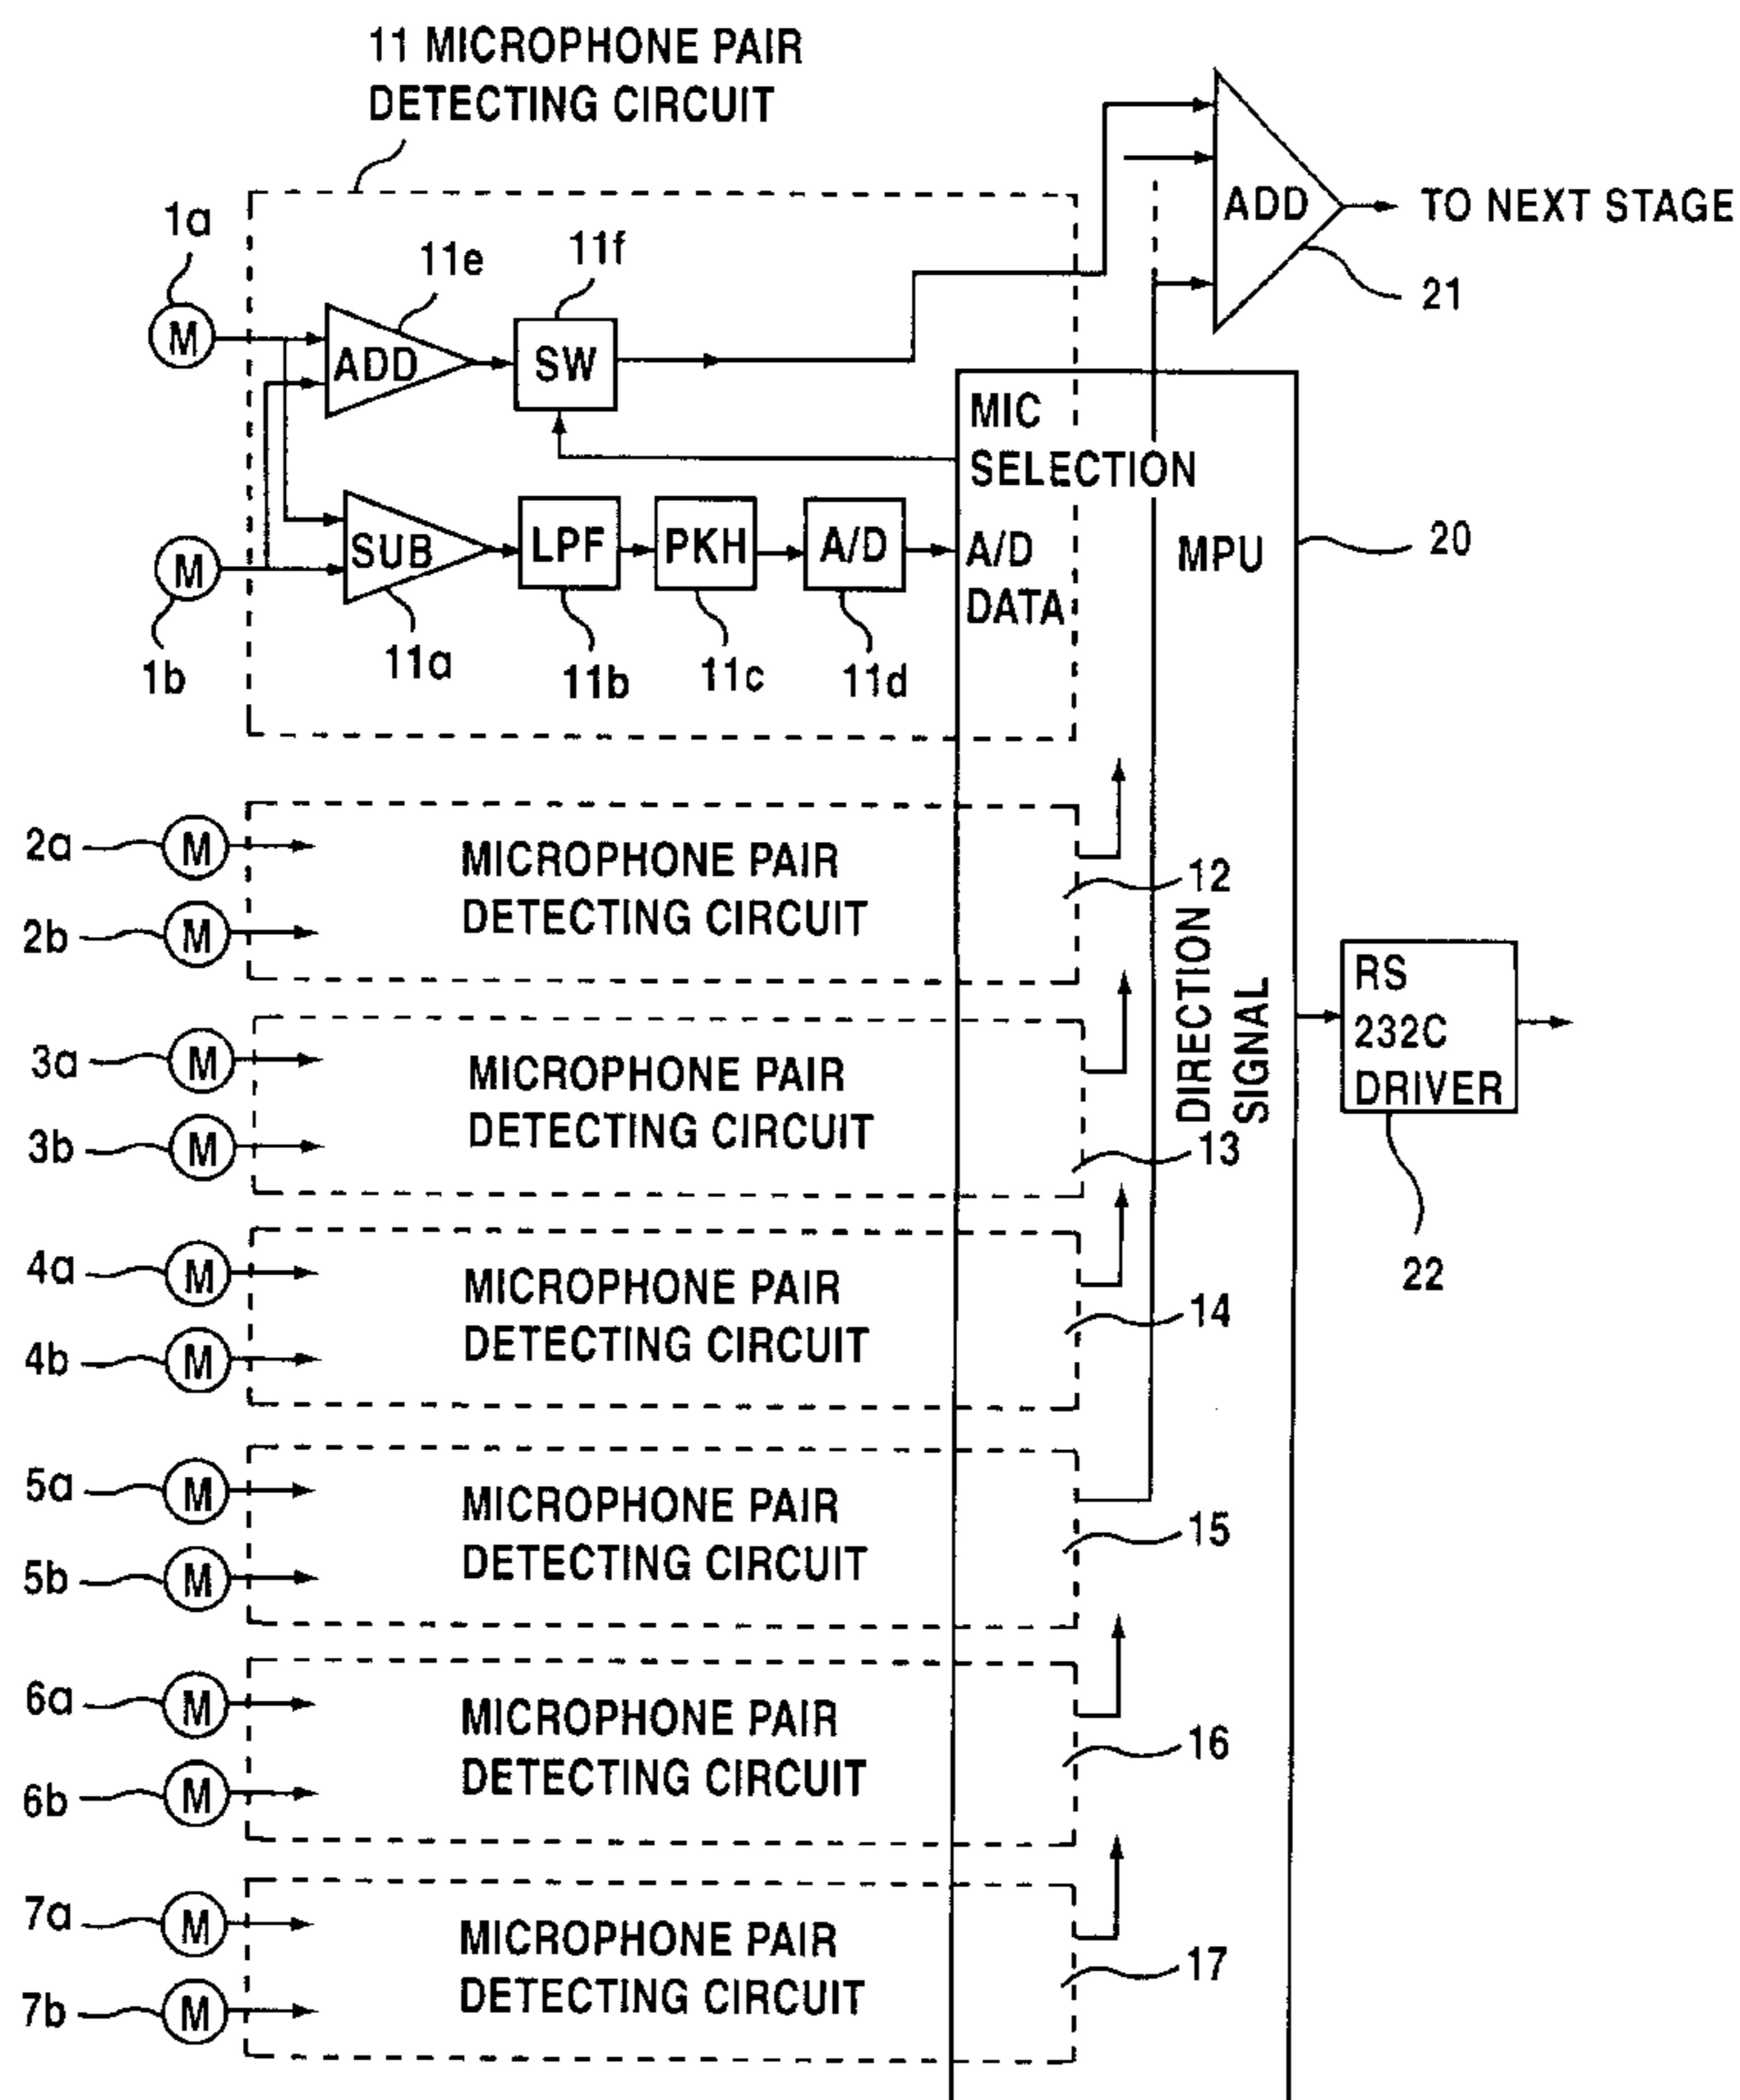 11 MICROPHONE PAIR
DETECTING CIRCUIT
1a
11e
11f
M
ADD
SW
ADD
TO NEXT STAGE
21
MIC
SELECTION
M
SUB
LPF
PKH
A/D
A/D
DATA
MPU
20
1b
11a
11b
11c
11d
2a
M
MICROPHONE PAIR
DETECTING CIRCUIT
2b
M
12
DIRECTION
SIGNAL
RS
232C
DRIVER
22
3a
M
MICROPHONE PAIR
DETECTING CIRCUIT
3b
M
13
4a
M
MICROPHONE PAIR
DETECTING CIRCUIT
4b
M
14
5a
M
MICROPHONE PAIR
DETECTING CIRCUIT
5b
M
15
6a
M
MICROPHONE PAIR
DETECTING CIRCUIT
6b
M
16
7a
M
MICROPHONE PAIR
DETECTING CIRCUIT
7b
M
17